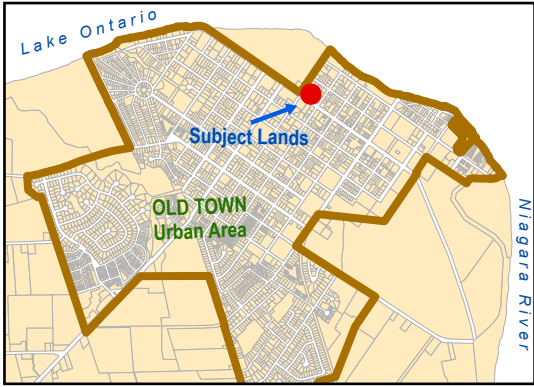 Lake Ontario
Subject Lands
OLD TOWN
Urban Area
Niagara River